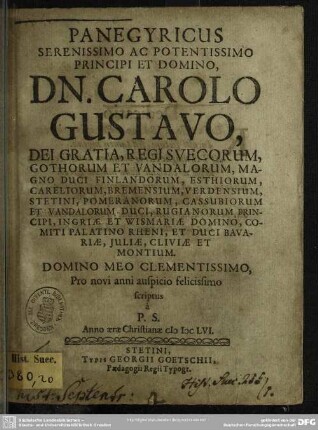 PANEGYRICUS
SERENISSIMO AC POTENTISSIMO
PRINCIPI ET DOMINO,
DN. CAROLO
GUSTAVO,
DEI GRATIA, REGI SVECORUM,
GOTHORUM ET VANDALORUM, MA-
GNO DUCI FINLANDORUM, ESTHIORUM,
CARELIORUM, BREMENSIUM, VERDENSIUM,
STETINI, POMERANORUM, CASSUBIORUM
ET VANDALORUM DUCI, RUGIANORUM PRIN-
CIPI, INGRIÆ ET WISMARIÆ DOMINO, CO-
MITI PALATINO RHENI, ET DUCI BAVA-
RIÆ, JULIÆ, CLIVIÆ ET
MONTIUM.
DOMINO MEO CLEMENTISSIMO,
Pro novi anni auspicio felicissimo
scriptus
à
P. S.
Anno æræ Christianæ cIɔ Iɔc LVI.
STETINI,
Typis GEORGII GOETSCHII,
Pædagogii Regii Typogr.
Hist. Suec.
80,20